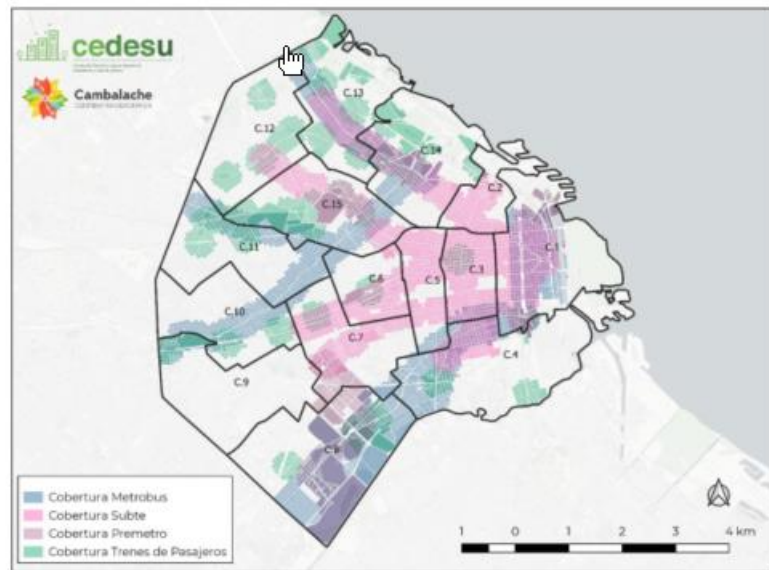 cedesu
Cambalache
C.13
C.12
C.14
C.2
C.15
C.1
C.11
C.3
C.6
C.5
C.10
C.7
C.4
C.9
C.8
Cobertura Metrobus
Cobertura Subte
Cobertura Premetro
Cobertura Trenes de Pasajeros
1 0 1 2 3 4 km